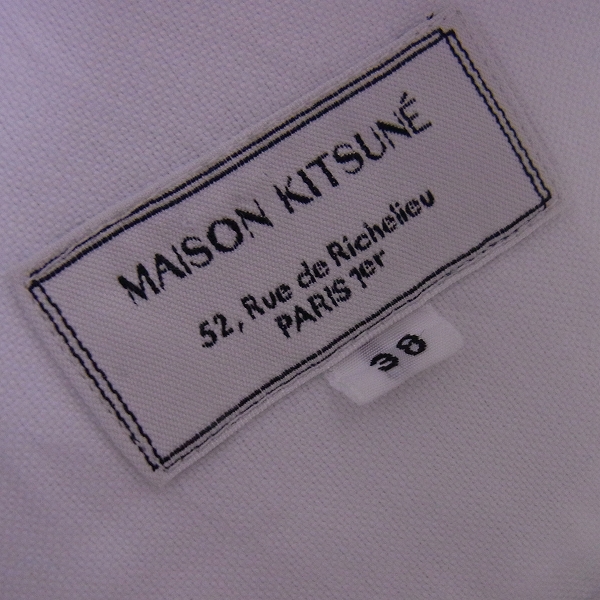 MAISON KITSUNÉ
52, Rue de Richelieu
PARIS 1er
38